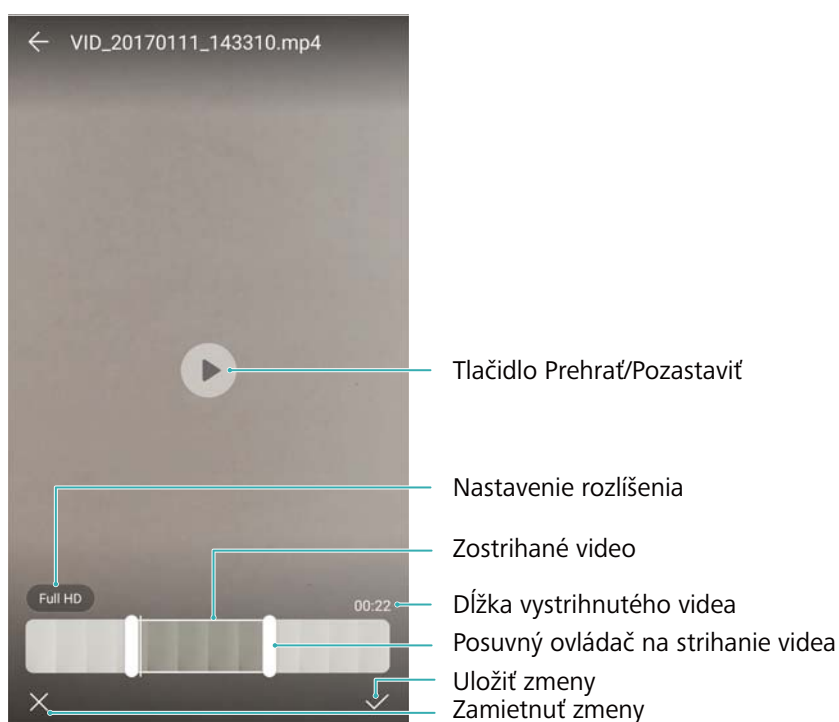 VID_20170111_143310.mp4
Tlačidlo Prehrať/Pozastaviť
Nastavenie rozlíšenia
Zostrihané video
Full HD
00:22
Dĺžka vystrihnutého videa
Posuvný ovládač na strihanie videa
Uložiť zmeny
Zamietnuť zmeny